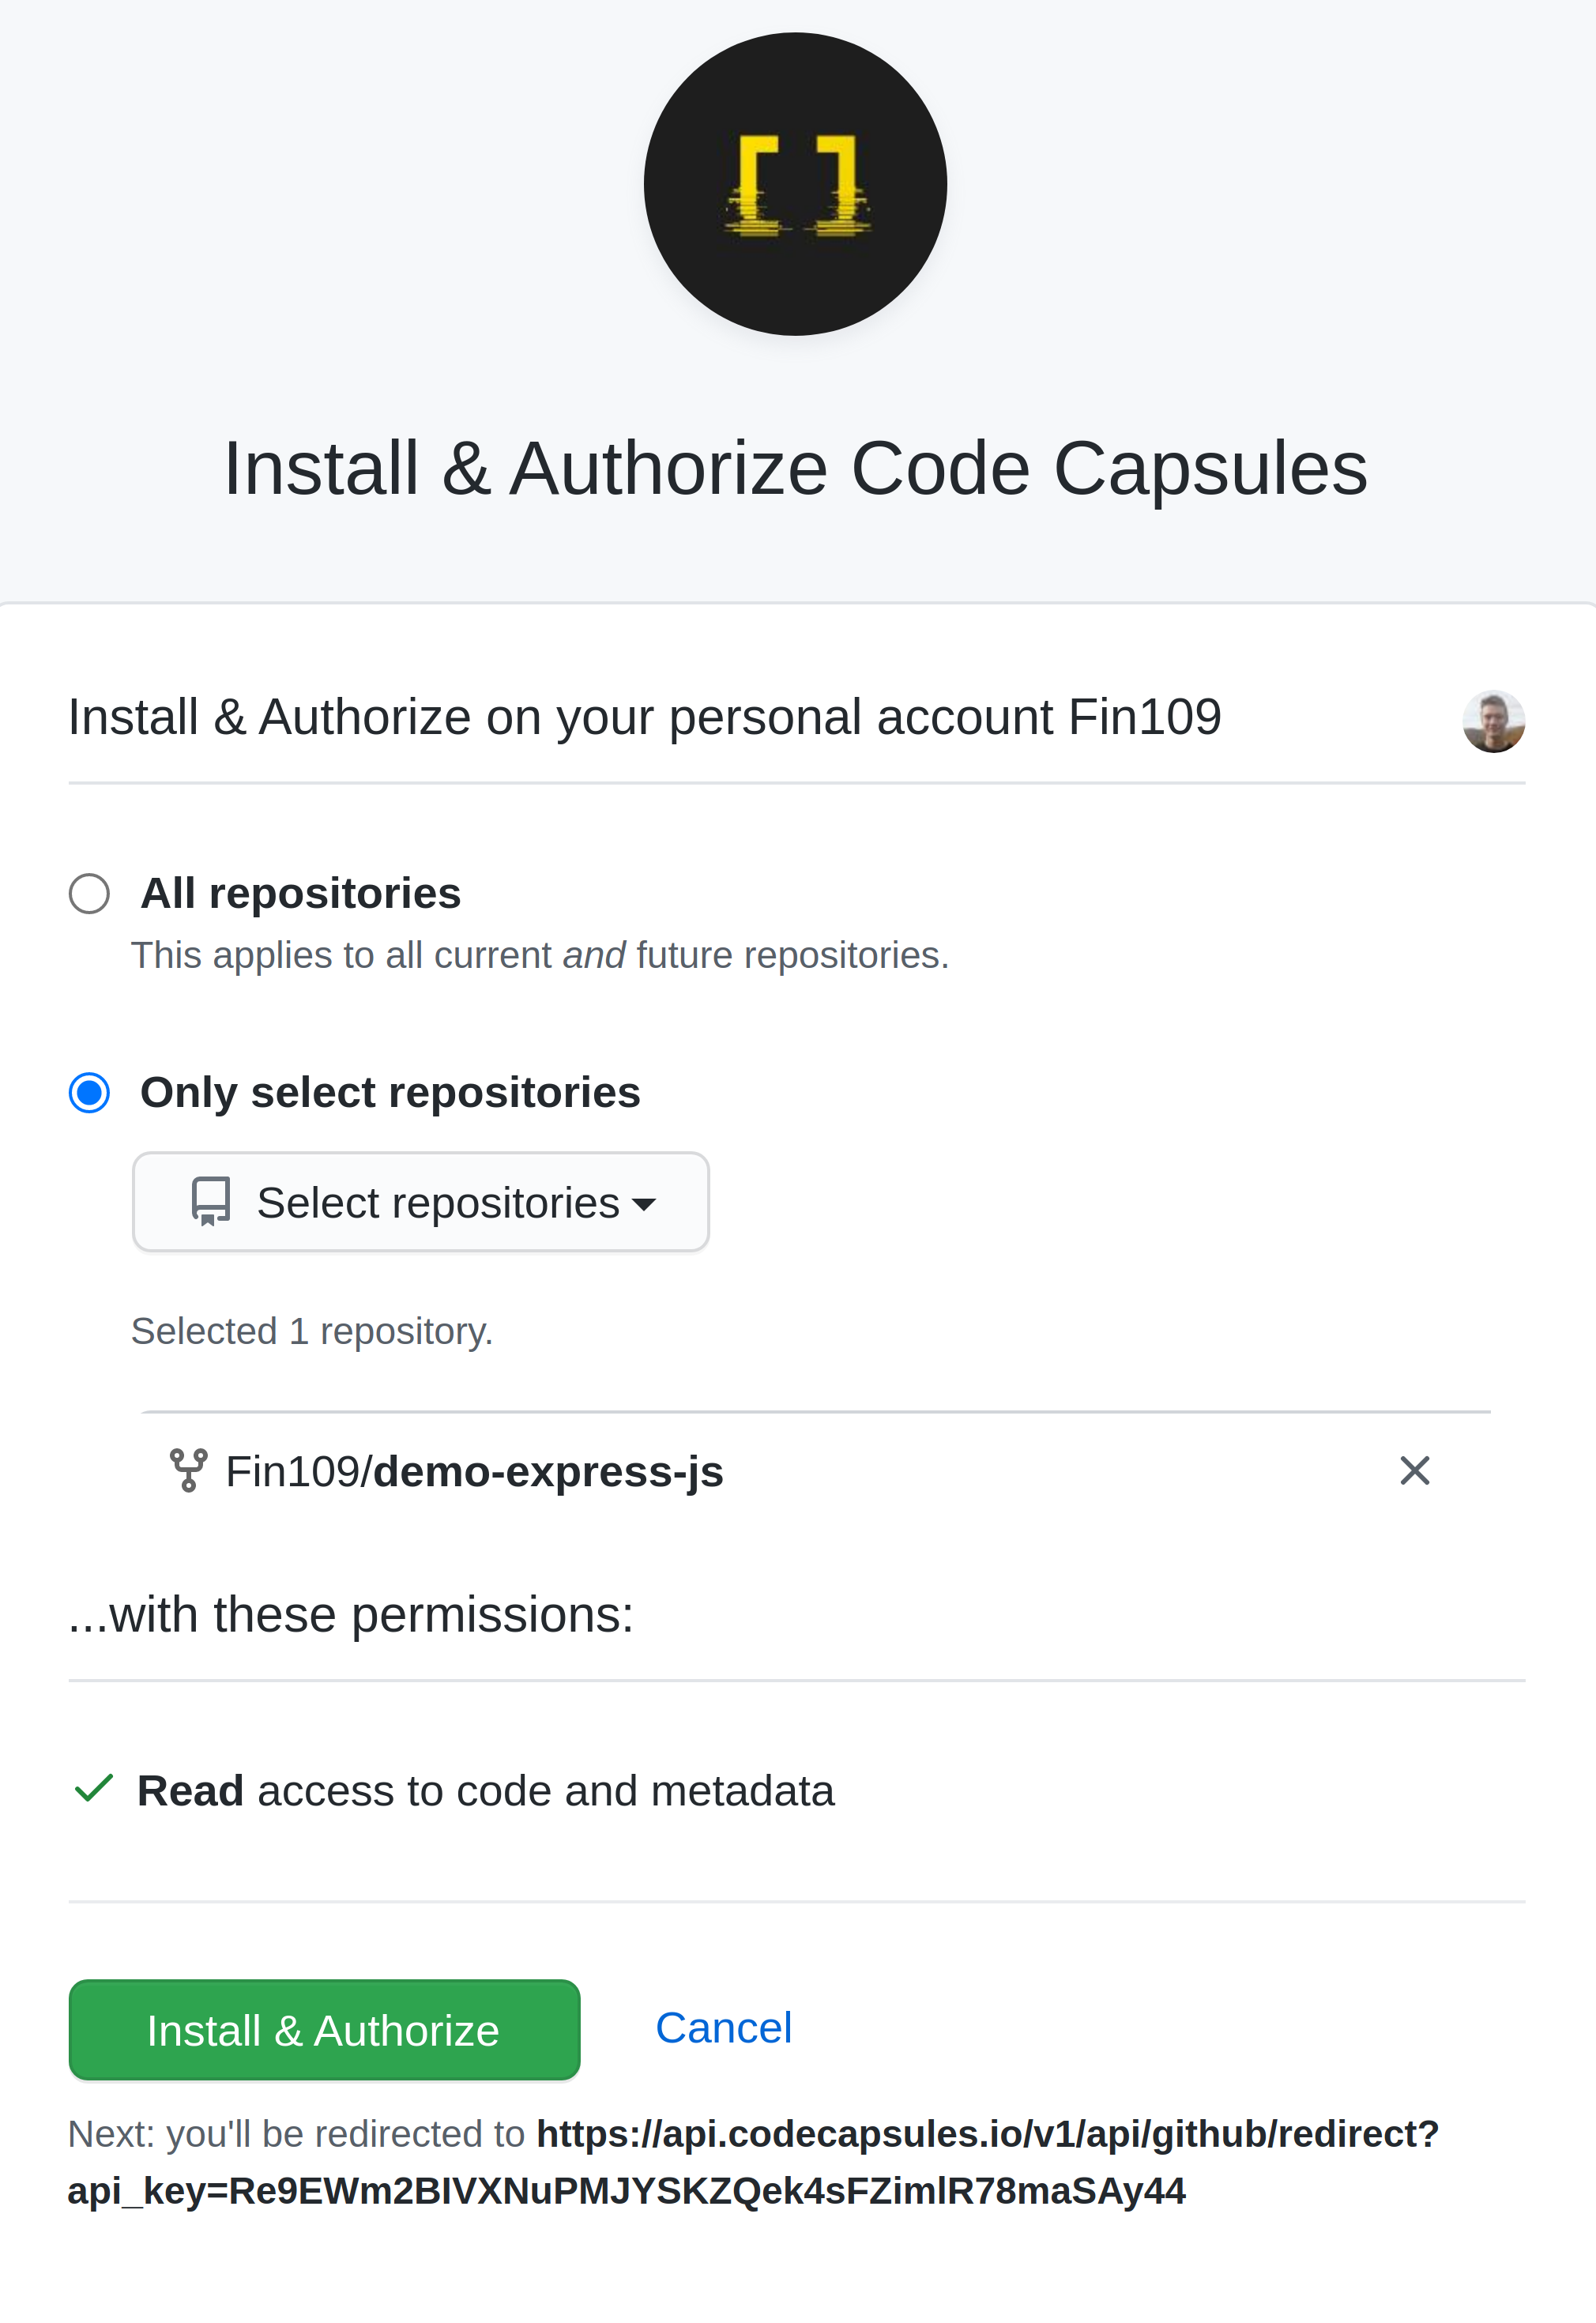 [ ]
Install & Authorize Code Capsules
Install & Authorize on your personal account Fin109
All repositories
This applies to all current and future repositories.
Only select repositories
Select repositories
Selected 1 repository.
Fin109/demo-express-js
...with these permissions:
Read access to code and metadata
Install & Authorize
Cancel
Next: you'll be redirected to https://api.codecapsules.io/v1/api/github/redirect?
api_key=Re9EWm2BIVXNuPMJYSKZQek4sFZimlR78maSAy44